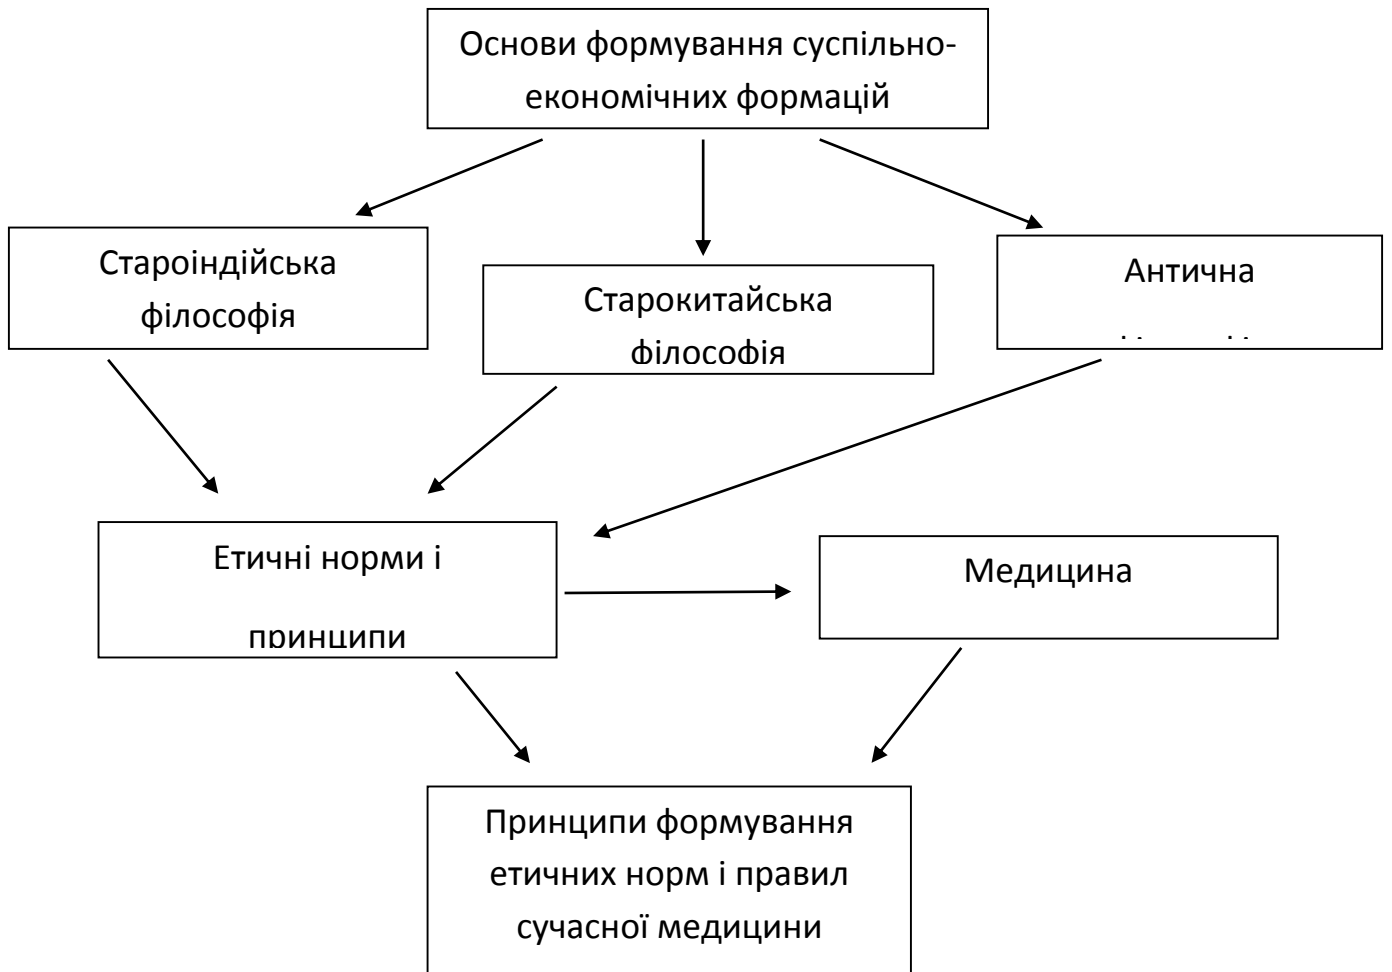 Основи формування суспільно-
економічних формацій
Староіндійська
філософія
Старокитайська
філософія
Антична
Етичні норми і
принципи
Медицина
Принципи формування
етичних норм і правил
сучасної медицини